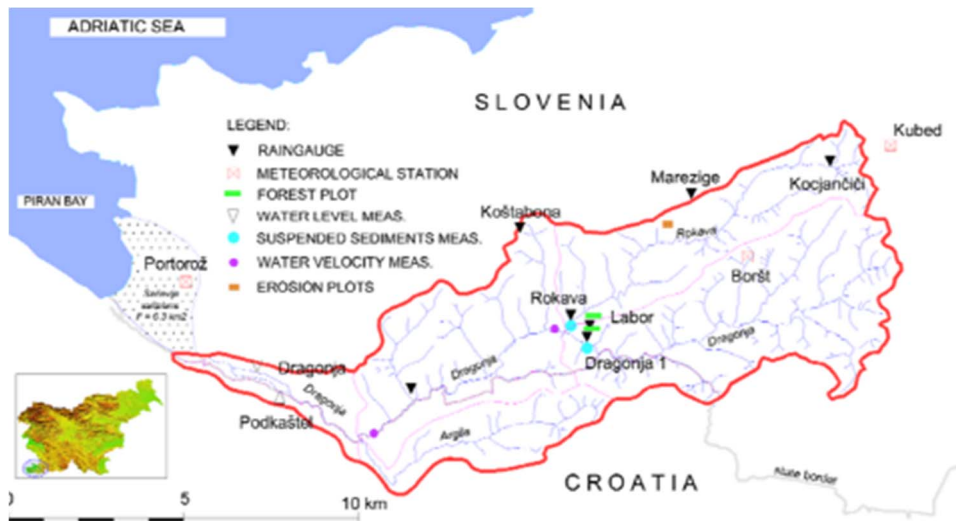 ADRIATIC SEA
SLOVENIA
LEGEND:
RAINGAUGE
METEOROLOGICAL STATION
FOREST PLOT
WATER LEVEL MEAS.
SUSPENDED SEDIMENTS MEAS.
WATER VELOCITY MEAS.
EROSION PLOTS
Kubed
Kocjančiči
Marezige
Koštabona
Rokava
PIRAN BAY
Portorož
Boršt
Rokava
Labor
Dragonja
Dragonja 1
Dragonja
Dragonja
Dragonja
Podkaštel
Argila
CROATIA
state border
0
5
10 km